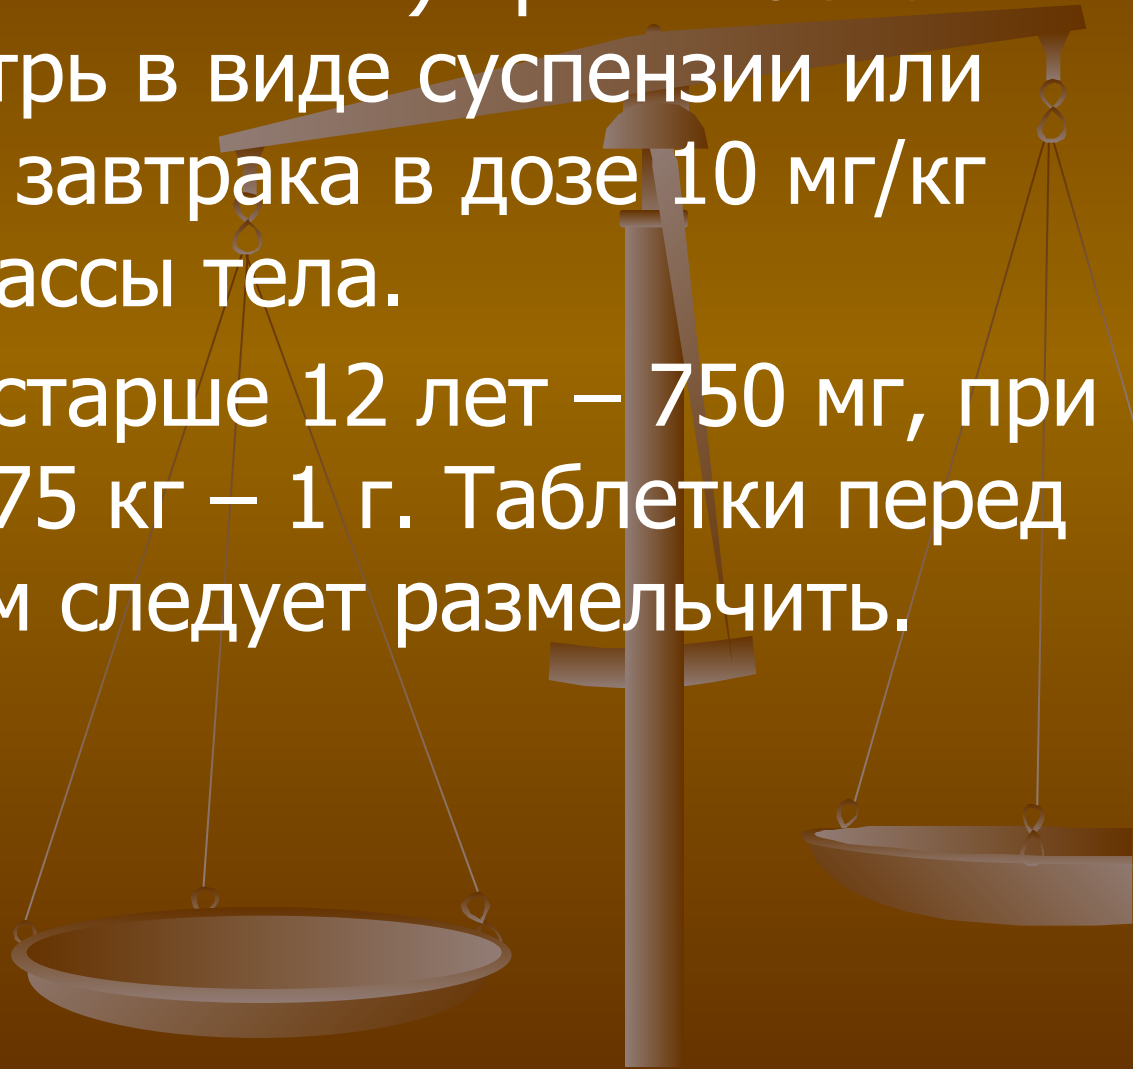 трь в виде суспензии или
завтрака в дозе 10 мг/кг
ассы тела.
старше 12 лет – 750 мг, при
75 кг – 1 г. Таблетки перед
м следует размельчить.